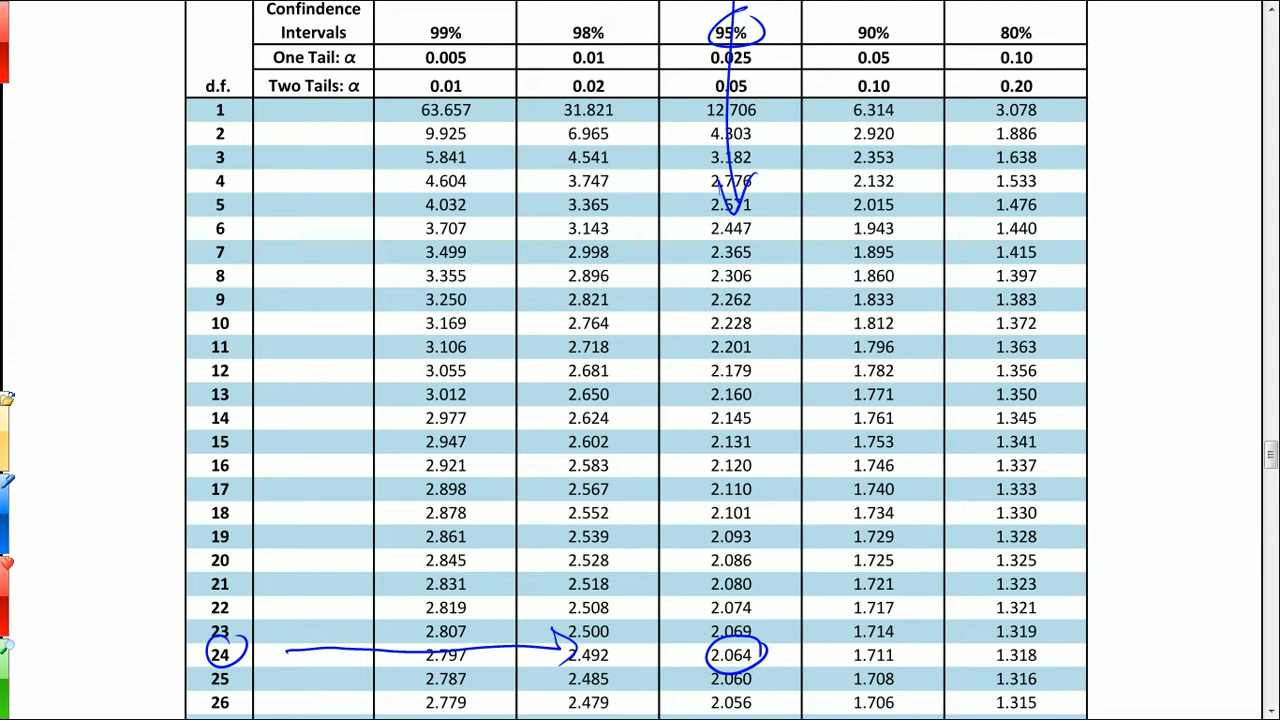 Confindence
Intervals 99% 98% 95% 90% 80%
One Tail: α 0.005 0.01 0.025 0.05 0.10
d.f. Two Tails: α 0.01 0.02 0.05 0.10 0.20
1 63.657 31.821 12.706 6.314 3.078
2 9.925 6.965 4.303 2.920 1.886
3 5.841 4.541 3.182 2.353 1.638
4 4.604 3.747 2.776 2.132 1.533
5 4.032 3.365 2.571 2.015 1.476
6 3.707 3.143 2.447 1.943 1.440
7 3.499 2.998 2.365 1.895 1.415
8 3.355 2.896 2.306 1.860 1.397
9 3.250 2.821 2.262 1.833 1.383
10 3.169 2.764 2.228 1.812 1.372
11 3.106 2.718 2.201 1.796 1.363
12 3.055 2.681 2.179 1.782 1.356
13 3.012 2.650 2.160 1.771 1.350
14 2.977 2.624 2.145 1.761 1.345
15 2.947 2.602 2.131 1.753 1.341
16 2.921 2.583 2.120 1.746 1.337
17 2.898 2.567 2.110 1.740 1.333
18 2.878 2.552 2.101 1.734 1.330
19 2.861 2.539 2.093 1.729 1.328
20 2.845 2.528 2.086 1.725 1.325
21 2.831 2.518 2.080 1.721 1.323
22 2.819 2.508 2.074 1.717 1.321
23 2.807 2.500 2.069 1.714 1.319
24 2.797 2.492 2.064 1.711 1.318
25 2.787 2.485 2.060 1.708 1.316
26 2.779 2.479 2.056 1.706 1.315